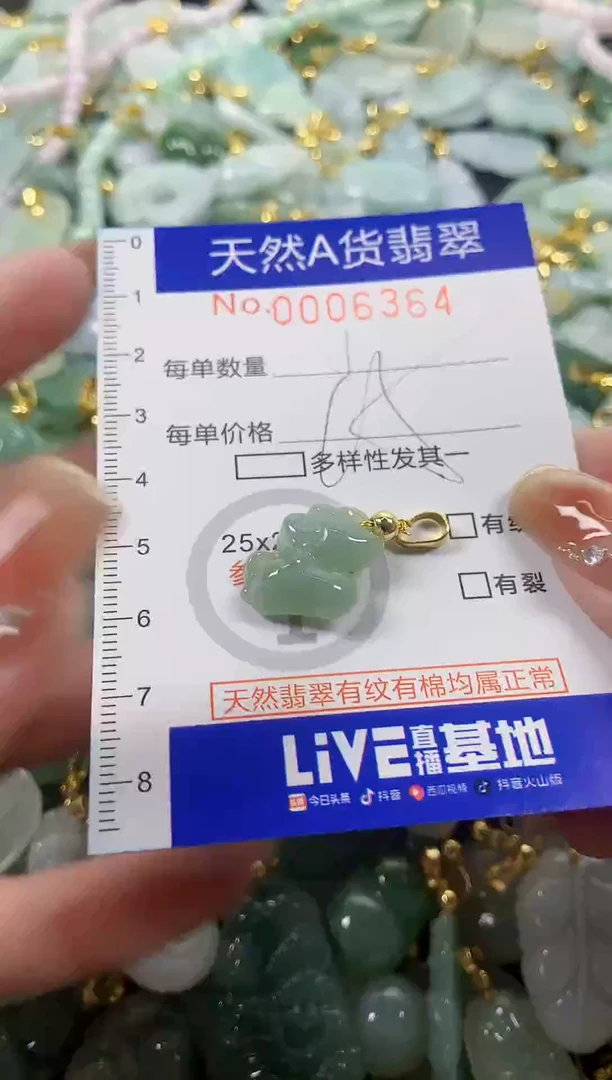 天然A货翡翠
No.0006364
每单数量
每单价格
多样性发其一
25x
有纹
有裂
天然翡翠有纹有棉均属正常
LiVE直播基地
今日头条 抖音 西瓜视频 抖音火山版
0
1
2
3
4
5
6
7
8